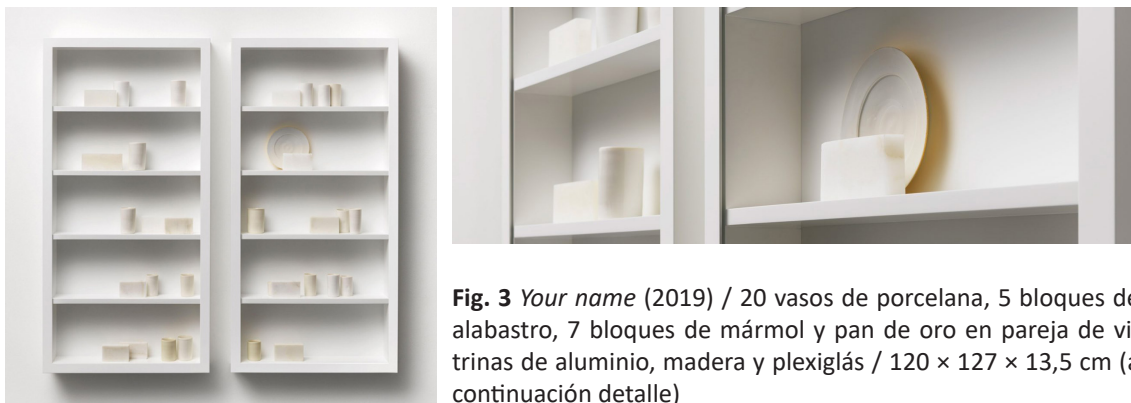 Fig. 3 Your name (2019) / 20 vasos de porcelana, 5 bloques de
alabastro, 7 bloques de mármol y pan de oro en pareja de vi-
trinas de aluminio, madera y plexiglás / 120 × 127 × 13,5 cm (a
continuación detalle)